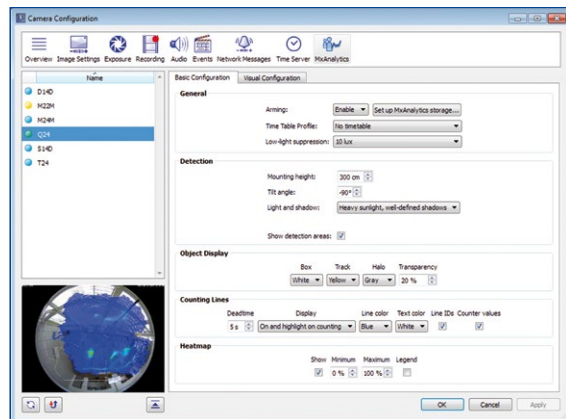 Camera Configuration
Overview Image Settings Exposure Recording Audio Events Network Messages Time Server MxAnalytics
Name
D14D
M22M
M24M
Q24
S14D
T24
Basic Configuration Visual Configuration
General
Arming: Enable Set up MxAnalytics storage...
Time Table Profile: No timetable
Low-light suppression: 10 lux
Detection
Mounting height: 300 cm
Tilt angle: -90°
Light and shadow: Heavy sunlight, well-defined shadows
Show detection areas:
Object Display
Box Track Halo Transparency
White Yellow Gray 20 %
Counting Lines
Deadtime Display Line color Text color Line IDs Counter values
5 s On and highlight on counting Blue White
Heatmap
Show Minimum Maximum Legend
0 % 100 %
OK Cancel Apply